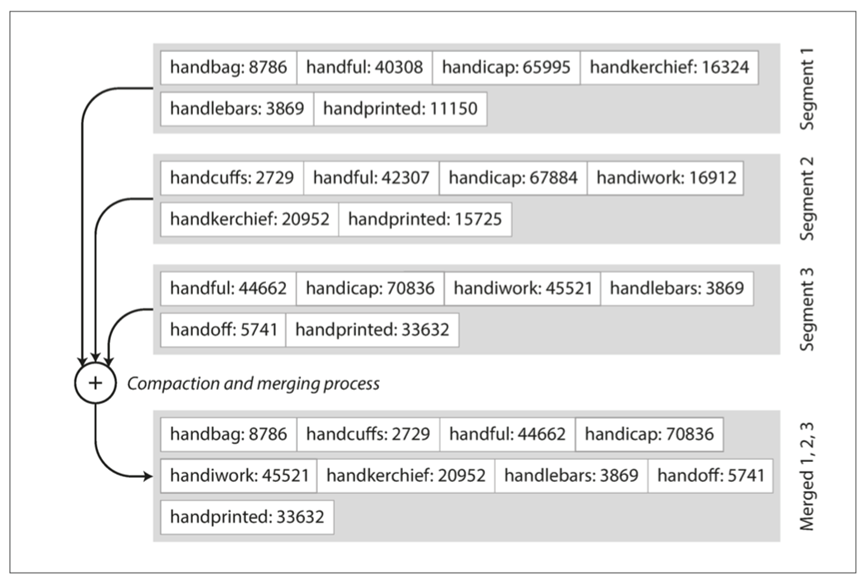 handbag: 8786 handful: 40308 handicap: 65995 handkerchief: 16324
handlebars: 3869 handprinted: 11150
Segment 1
handcuffs: 2729 handful: 42307 handicap: 67884 handiwork: 16912
handkerchief: 20952 handprinted: 15725
Segment 2
handful: 44662 handicap: 70836 handiwork: 45521 handlebars: 3869
handoff: 5741 handprinted: 33632
Segment 3
+ Compaction and merging process
handbag: 8786 handcuffs: 2729 handful: 44662 handicap: 70836
handiwork: 45521 handkerchief: 20952 handlebars: 3869 handoff: 5741
handprinted: 33632
Merged 1, 2, 3